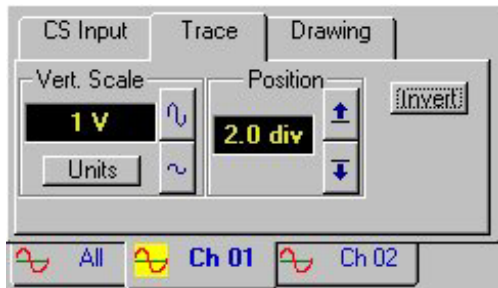 CS Input Trace Drawing
Vert. Scale Position
Invert
1 V
2.0 div
Units
All Ch 01 Ch 02